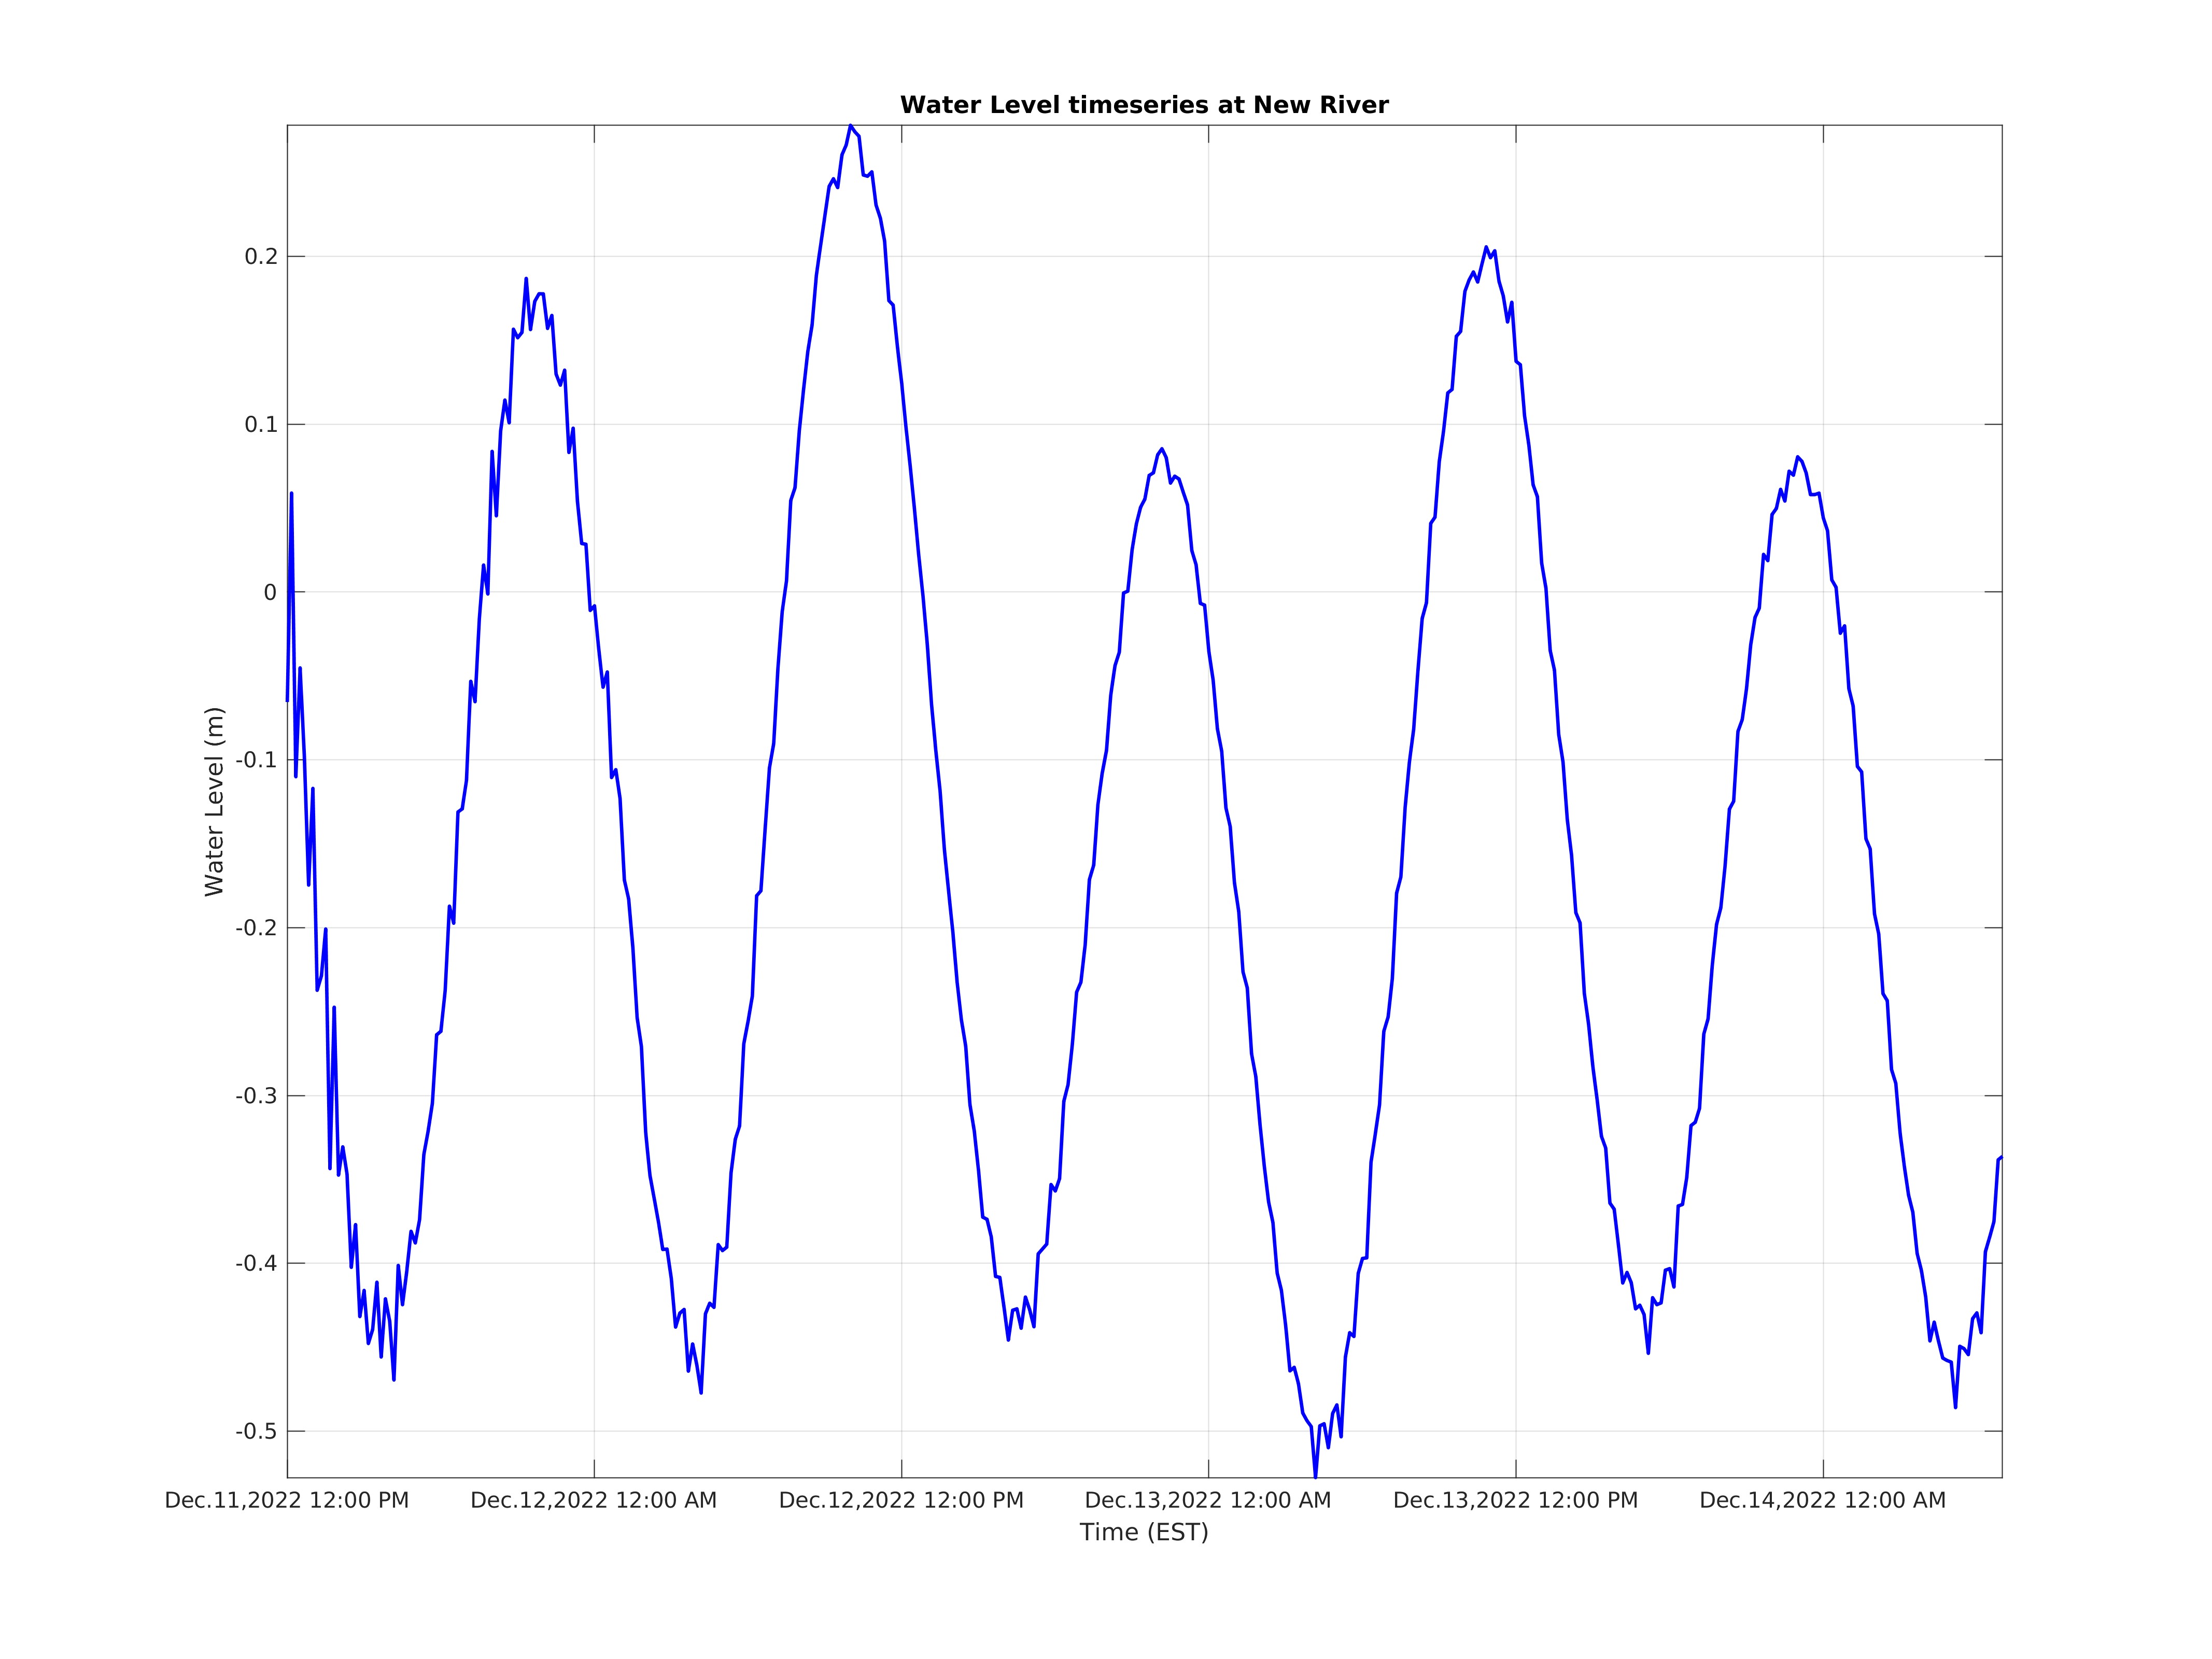 Water Level timeseries at New River
0.2
0.1
0
-0.1
-0.2
-0.3
-0.4
-0.5
Water Level (m)
Dec.11,2022 12:00 PM
Dec.12,2022 12:00 AM
Dec.12,2022 12:00 PM
Dec.13,2022 12:00 AM
Dec.13,2022 12:00 PM
Dec.14,2022 12:00 AM
Time (EST)